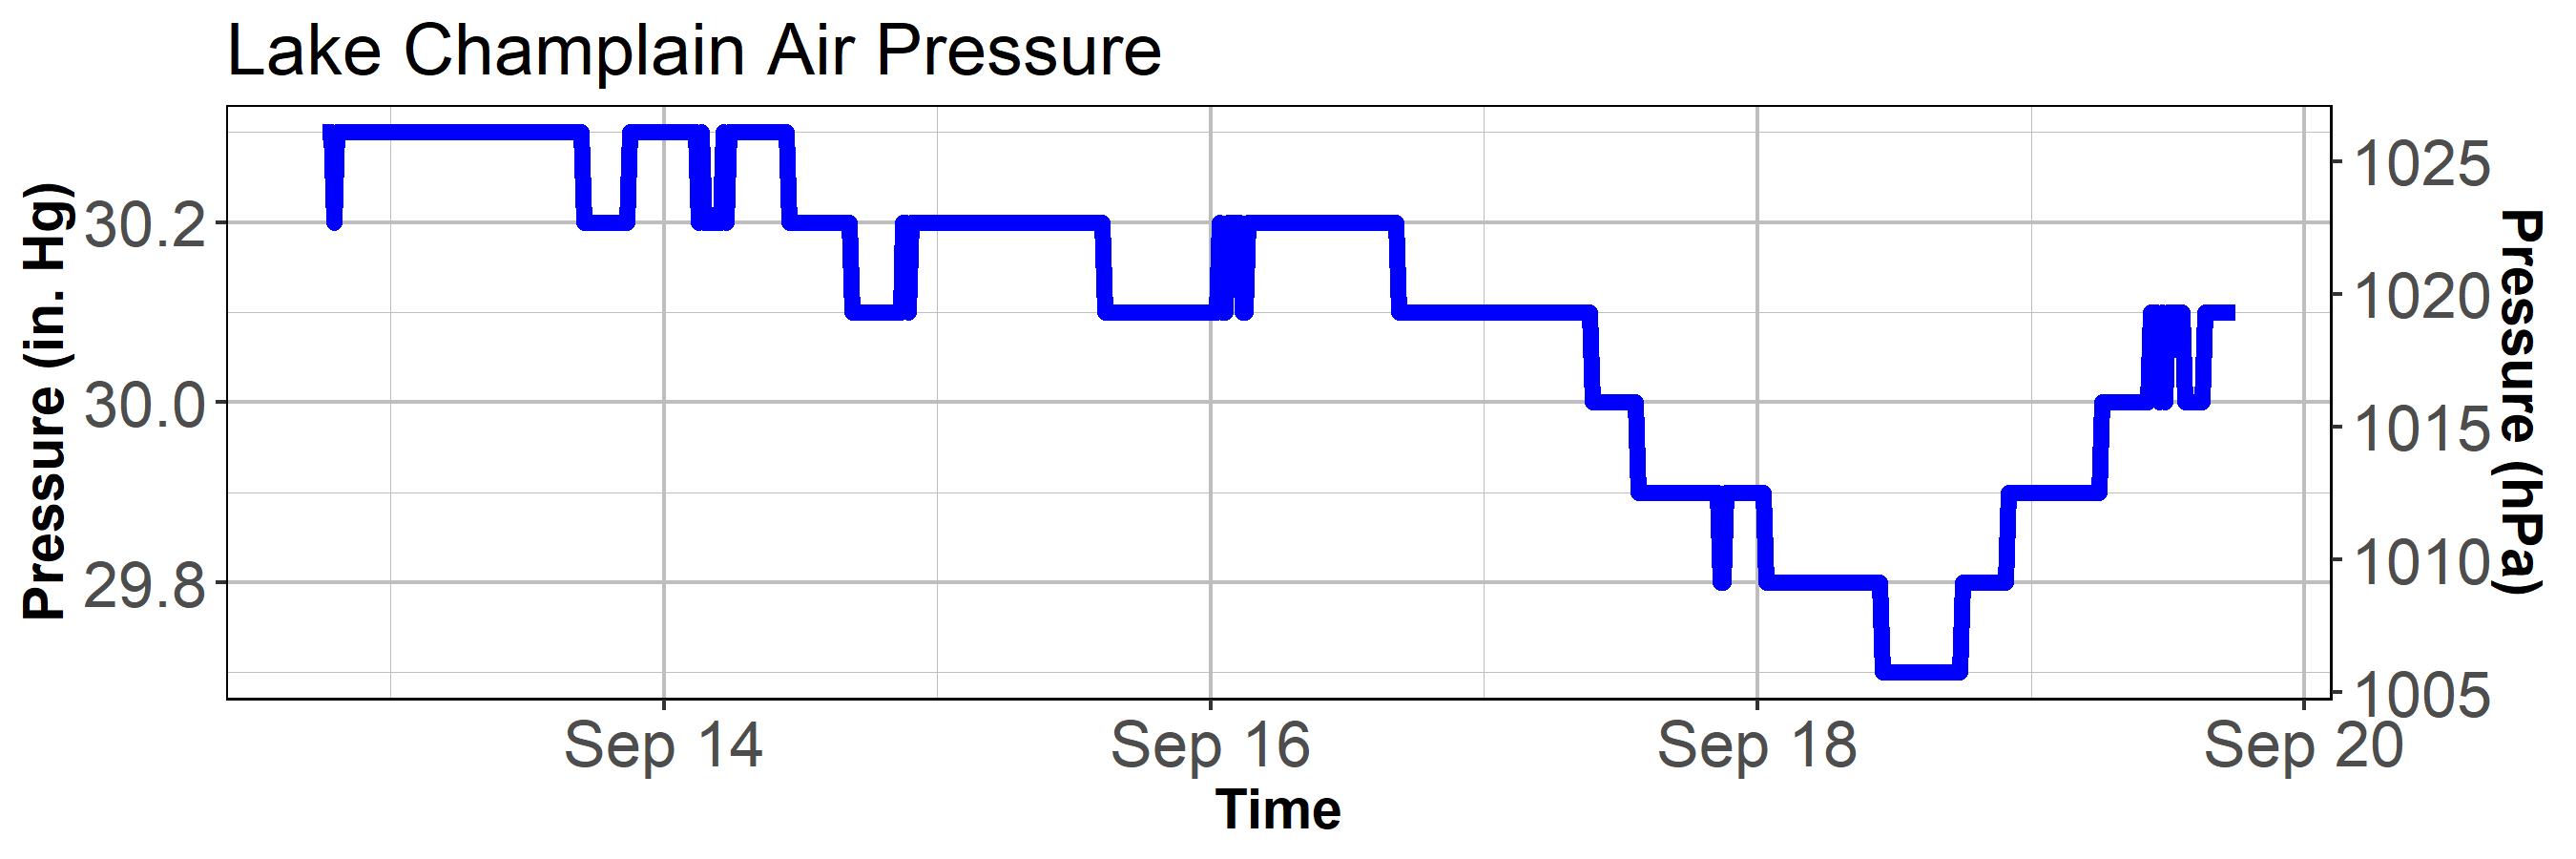 Lake Champlain Air Pressure
Pressure (in. Hg)
30.2
30.0
29.8
1025
1020
1015
1010
1005
Pressure (hPa)
Sep 14
Sep 16
Sep 18
Sep 20
Time